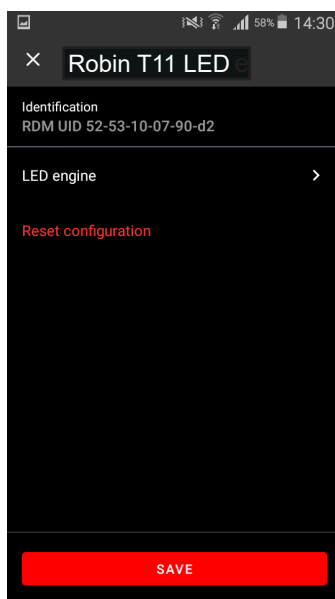 58% 14:30
Robin T11 LED e
Identification
RDM UID 52-53-10-07-90-d2
LED engine
Reset configuration
SAVE